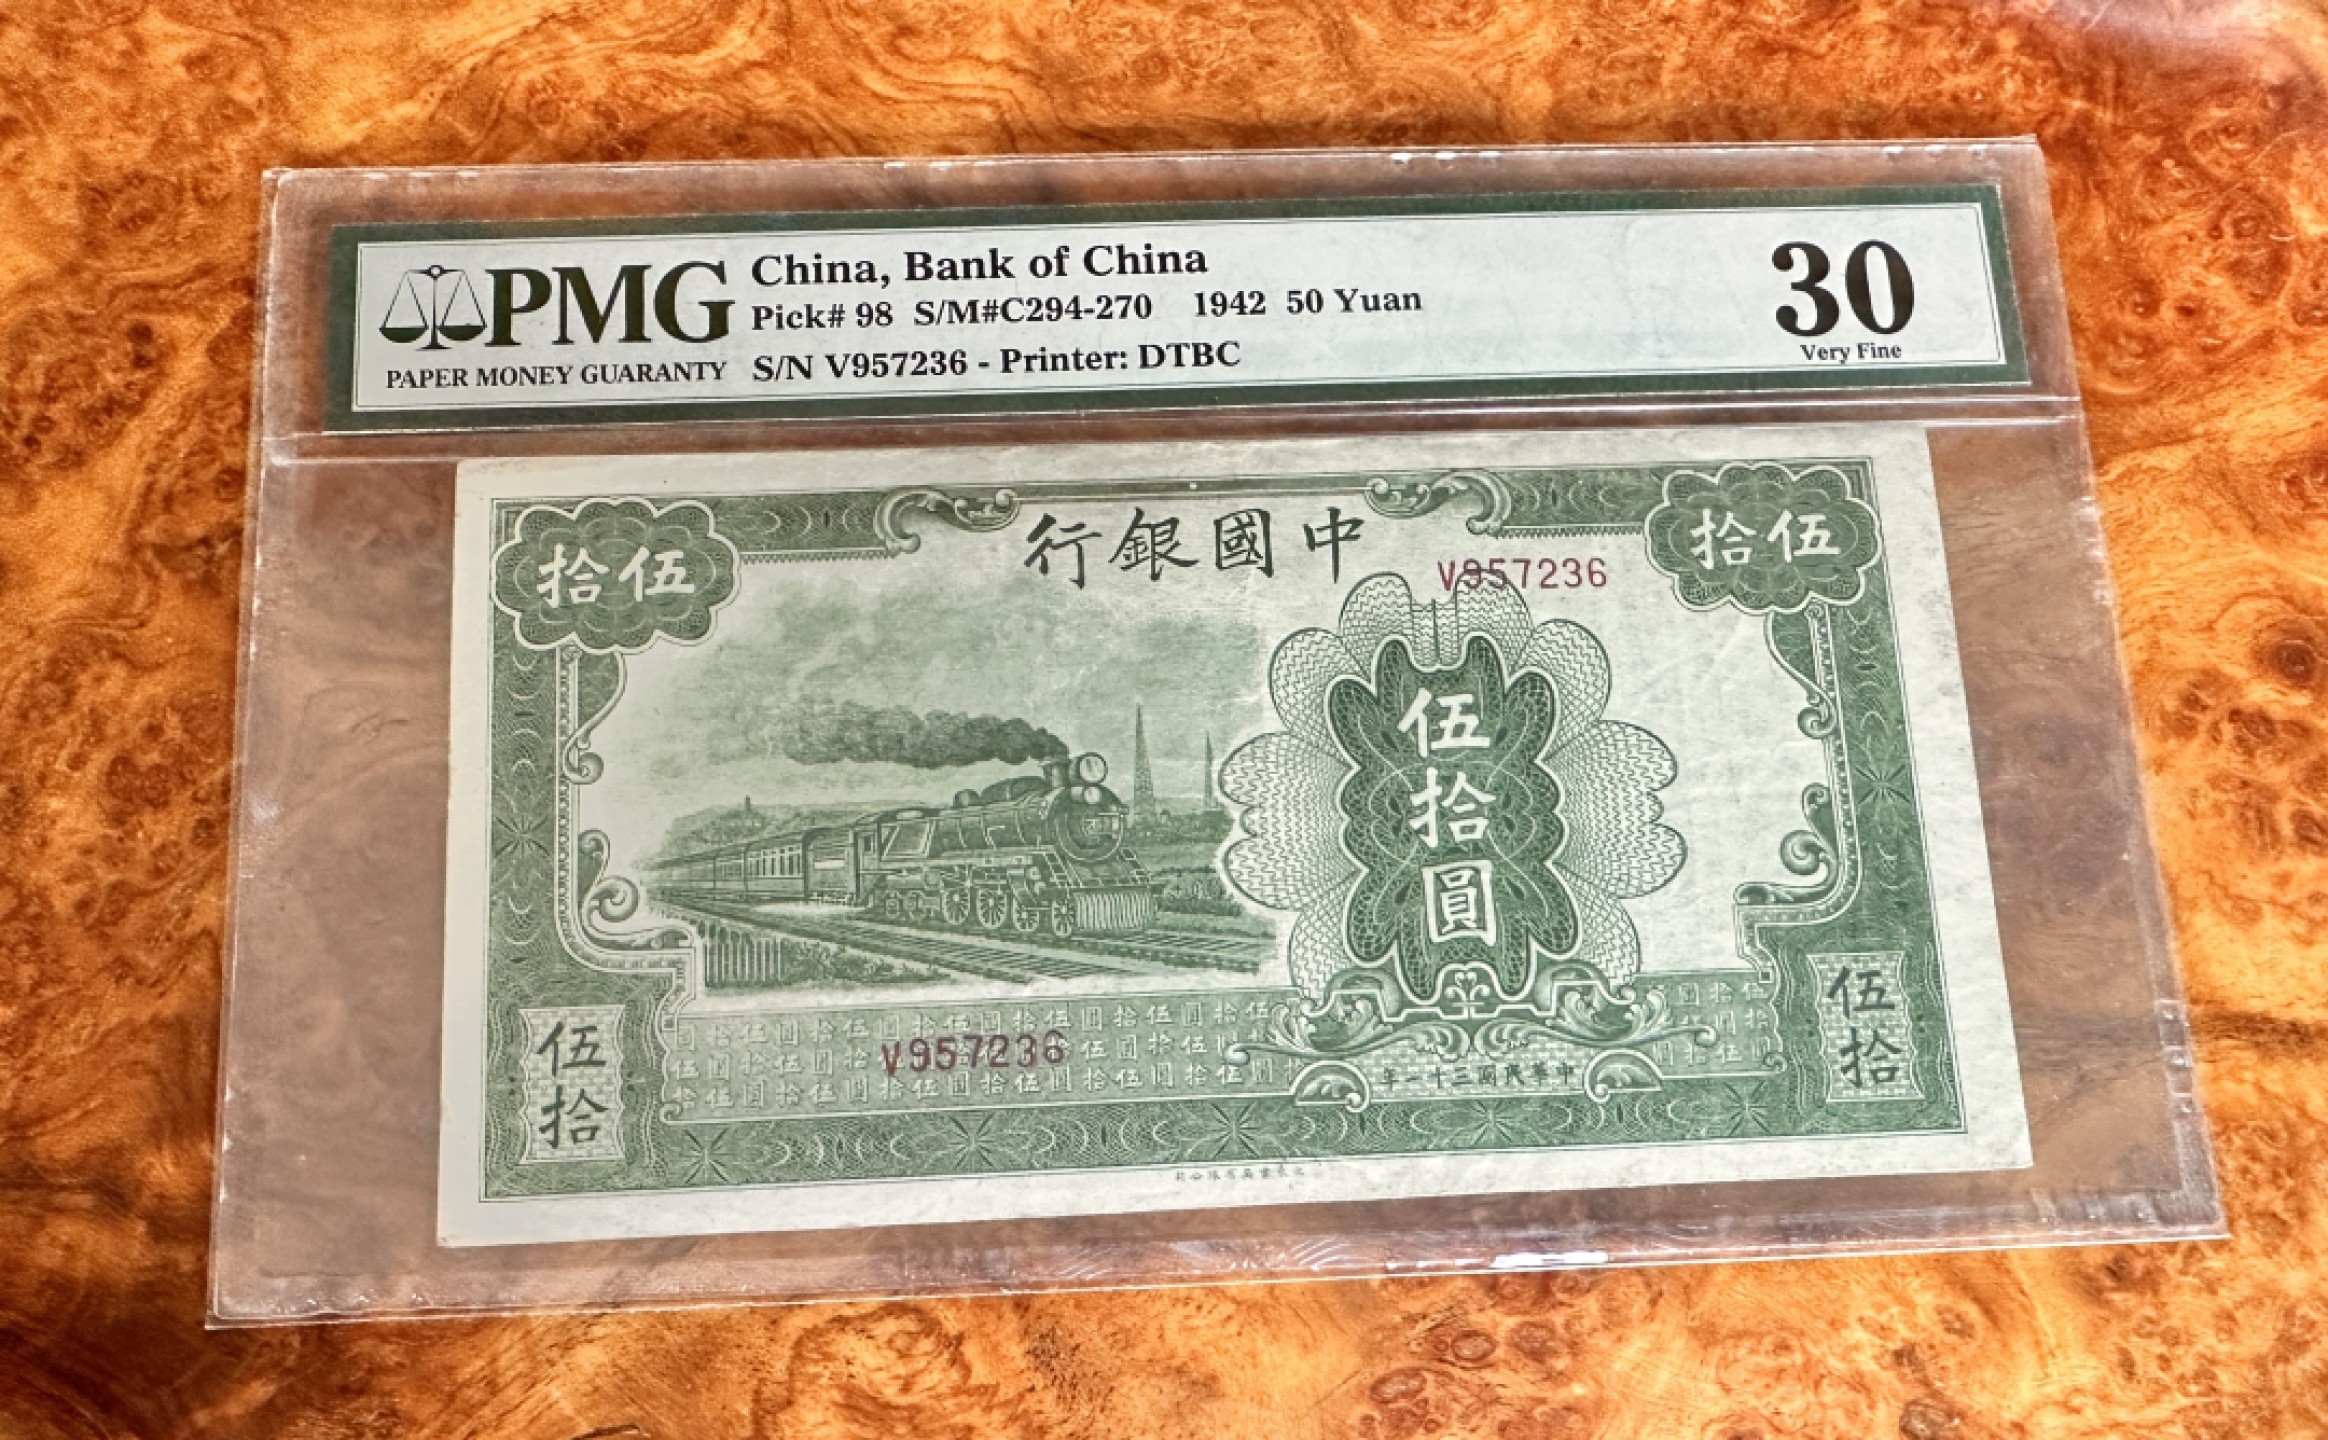 PMG
PAPER MONEY GUARANTY
China, Bank of China
Pick# 98 S/M#C294-270 1942 50 Yuan
S/N V957236 - Printer: DTBC
30
Very Fine
行銀國中
拾伍
拾伍
V957236
伍拾圓
V957236
伍拾
伍拾
年一十三國民華中